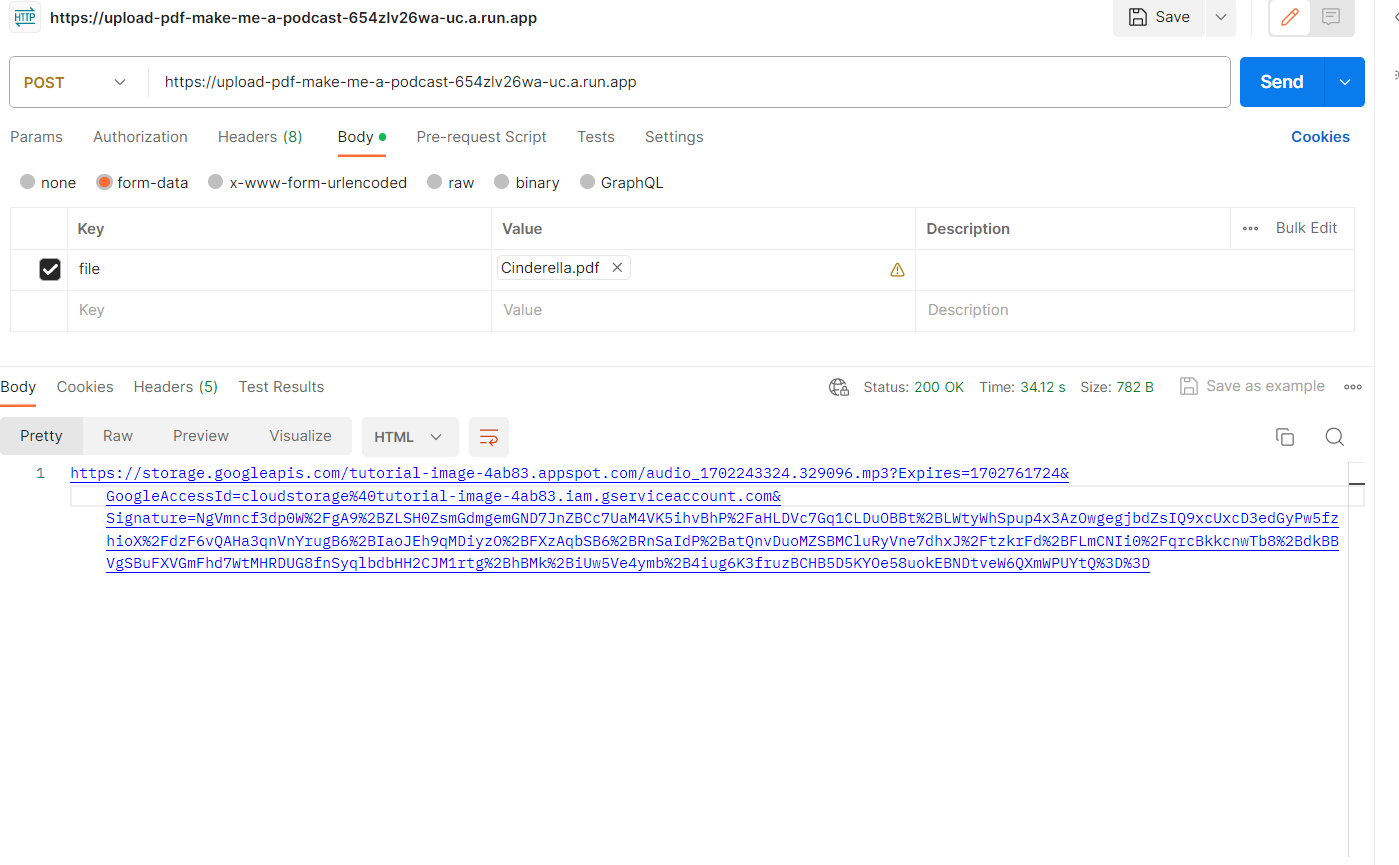 HTTP https://upload-pdf-make-me-a-podcast-654zlv26wa-uc.a.run.app Save
POST https://upload-pdf-make-me-a-podcast-654zlv26wa-uc.a.run.app Send
Params Authorization Headers (8) Body Pre-request Script Tests Settings Cookies
none form-data x-www-form-urlencoded raw binary GraphQL
Key Value Description Bulk Edit
file Cinderella.pdf
Key Value Description
Body Cookies Headers (5) Test Results Status: 200 OK Time: 34.12 s Size: 782 B Save as example
Pretty Raw Preview Visualize HTML
1 https://storage.googleapis.com/tutorial-image-4ab83.appspot.com/audio_1702243324.329096.mp3?Expires=1702761724&
GoogleAccessId=cloudstorage%40tutorial-image-4ab83.iam.gserviceaccount.com&
Signature=NgVmncf3dp0W%2FgA9%2BZLSH0ZsmGdmgemGND7JnZBCc7UaM4VK5ihvBhP%2FaHLDVc7Gq1CLDuOBBt%2BLWtyWhSpup4x3AzOwgegjbdZsIQ9xcUxcD3edGyPw5fz
hioX%2FdzF6vQAHa3qnVnYrugB6%2BIaoJEh9qMDiyzO%2BFXzAqbSB6%2BRnSaIdP%2BatQnvDuoMZSBMCluRyVne7dhxJ%2FtzkrFd%2BFLmCNIi0%2FqrcBkkcnwTb8%2BdkBB
VgSBuFXVGmFhd7WtMHRDUG8fnSyqlbdbHH2CJM1rtg%2BhBMk%2BiUw5Ve4ymb%2B4iug6K3fruzBCHB5D5KYOe58uokEBNDtveW6QXmWPUYtQ%3D%3D